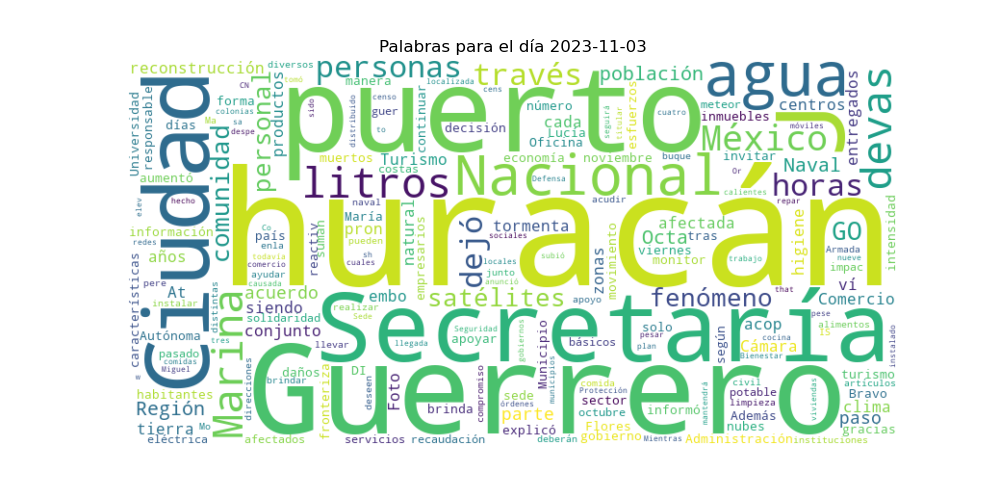 Palabras para el día 2023-11-03
reconstrucción
diversos
personas
localizada
CN
tomó
manera
través
población
agua
Universidad
responsable
días
forma
colonias
sa
Ma
despe
personal
productos
sido
distribuido
censo
guer
to
continuar
cens
decisión
número
cada
Lucía
Oficina
esfuerzos
seguirá
titular
cuatro
meteor
inmuebles
centros
México
móviles
entregados
devas
puerto
Ciudad
comunidad
aumentó
muertos
Turismo
costas
economía
noviembre
buque
invitar
Naval
litros
Nacional
Defensa
Or
calientes
repar
horas
intensidad
hecho
elev
redes
información
años
Co
país
todavía
enla
comercio
causada
pere
ayudar
huracán
María
pron
pueden
sh
cuales
natural
suman
reactiv
naval
acudir
dejó
sociales
tormenta
locales
junto
subió
anunció
empresarios
zonas
movimiento
Octa
tras
afectada
viernes
monitor
trabajo
that
higiene
GO
Armada
nueve
impac
ví
características
At
instalar
distintas
tres
Autónoma
Marina
acuerdo
siendo
solidaridad
conjunto
embo
realizar
Sede
llevar
satélites
fenómeno
apoyo
pese
Comercio
Secretaría
Seguridad
apoyar
llegada
gobiernos
Municipio
básicos
solo
pesar
plan
según
acop
Cámara
cocina
Bienestar
alimentos
Is
instalado
w
pasado
comidas
Miguel
habitantes
Región
tierra
Mo
eléctrica
direcciones
daños
brindar
afectados
DI
fronteriza
deseen
Foto
servicios
recaudación
Guerrero
brinda
compromiso
sede
parte
explicó
órdenes
municipios
comida
sector
octubre
Flores
gobierno
deberán
Protección
informó
Mientras
mantendrá
civil
potable
limpieza
Además
nubes
Administración
viviendas
instituciones
turismo
artículos
Bravo
clima
paso
gracias